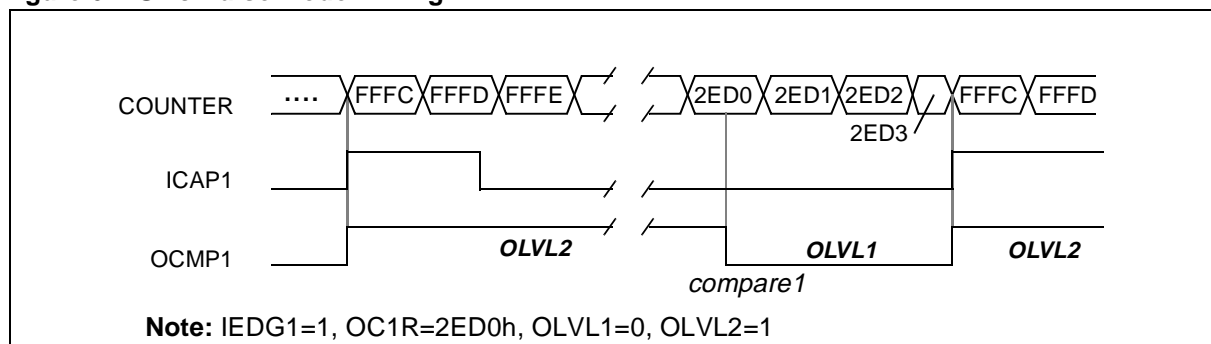 COUNTER .... FFFC FFFD FFFE 2ED0 2ED1 2ED2 FFFC FFFD
2ED3
ICAP1
OCMP1 OLVL2 OLVL1 OLVL2
compare1
Note: IEDG1=1, OC1R=2ED0h, OLVL1=0, OLVL2=1